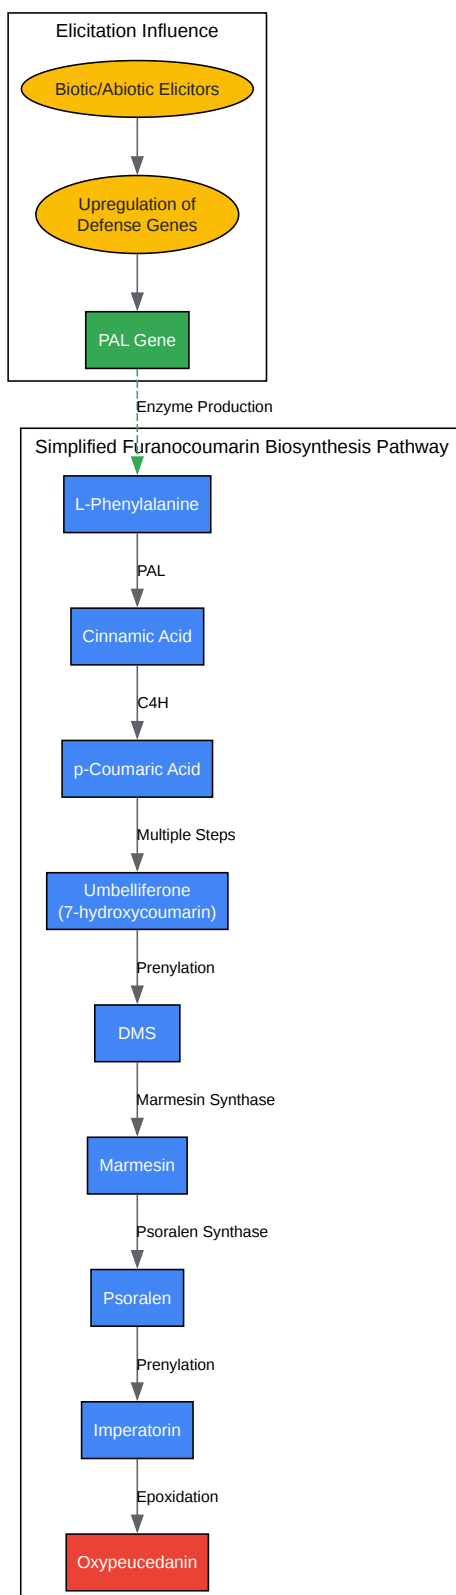 Elicitation Influence
Biotic/Abiotic Elicitors
Upregulation of
Defense Genes
PAL Gene
Enzyme Production
Simplified Furanocoumarin Biosynthesis Pathway
L-Phenylalanine
PAL
Cinnamic Acid
C4H
p-Coumaric Acid
Multiple Steps
Umbelliferone
(7-hydroxycoumarin)
Prenylation
DMS
Marmesin Synthase
Marmesin
Psoralen Synthase
Psoralen
Prenylation
Imperatorin
Epoxidation
Oxypeucedanin